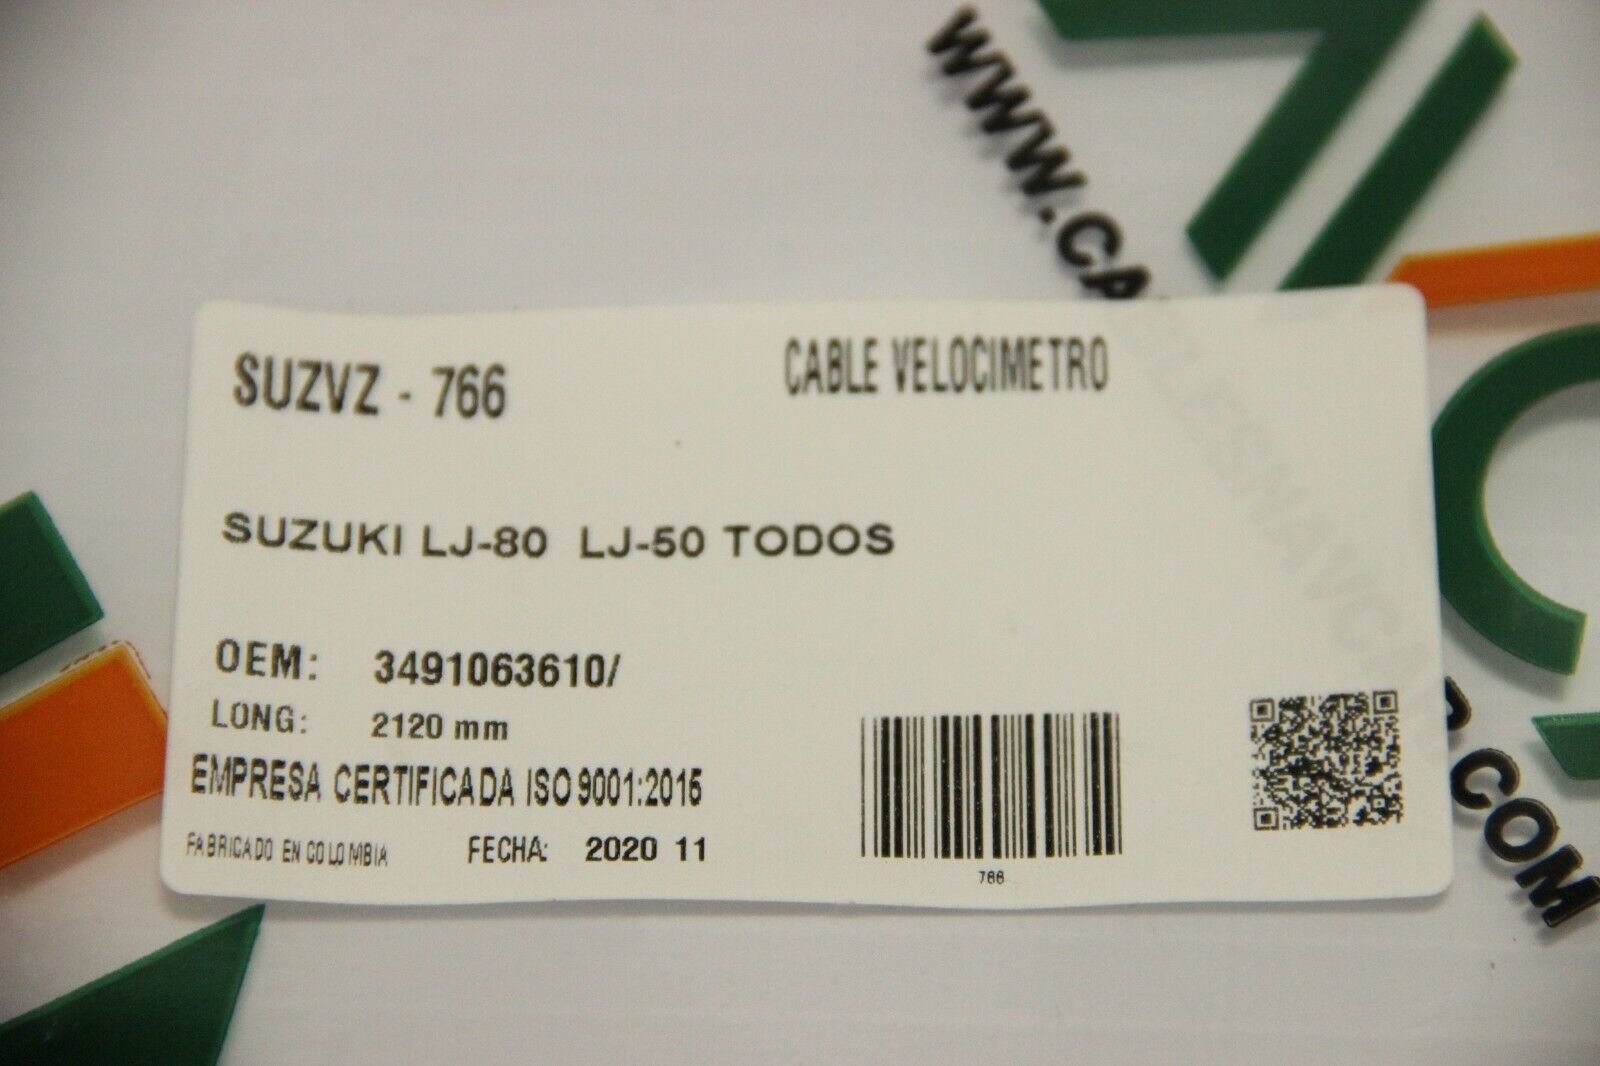 SUZVZ - 766
CABLE VELOCIMETRO
SUZUKI LJ-80 LJ-50 TODOS
OEM: 3491063610/
LONG: 2120 mm
EMPRESA CERTIFICADA ISO 9001:2015
FABRICADO EN COLOMBIA FECHA: 2020 11
766
WWW.CABLESNAVCAR.COM